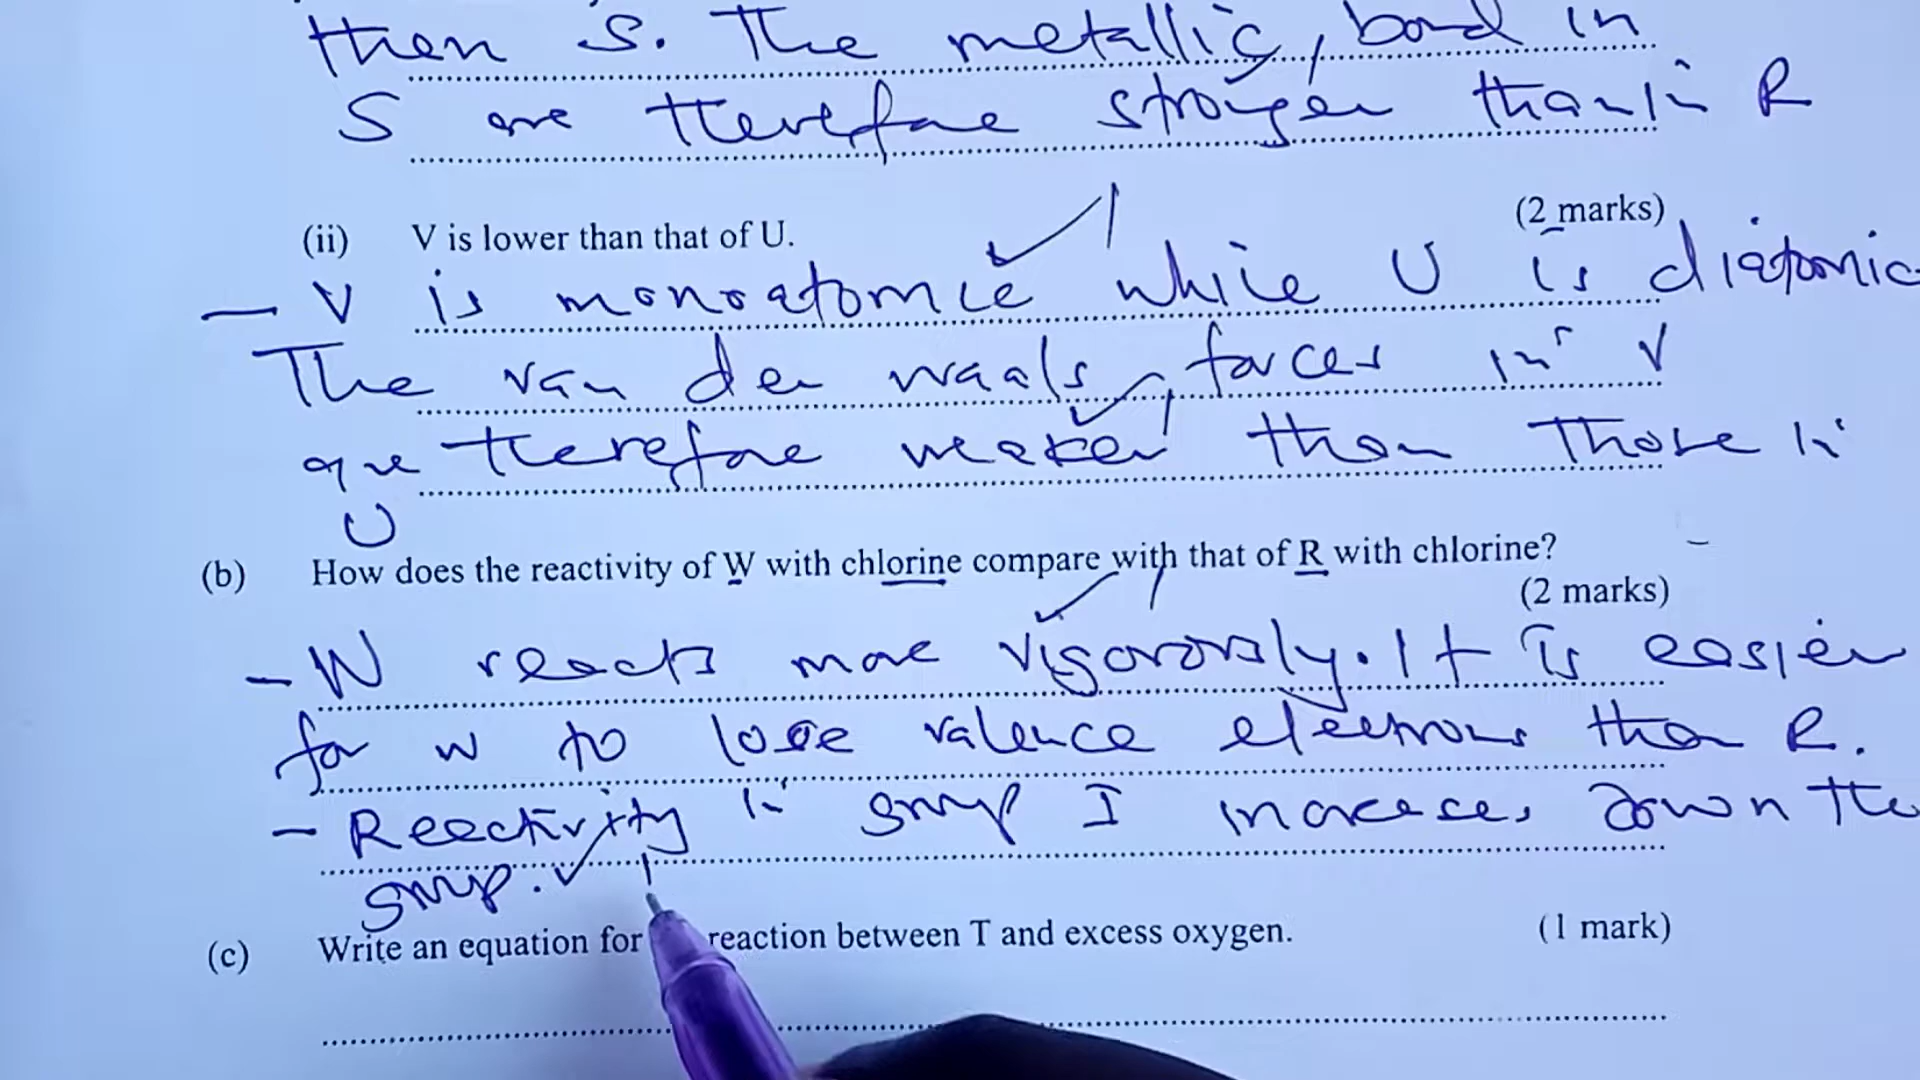 then S. The metallic bond in
S are therefore stronger than in R
(ii) V is lower than that of U. (2 marks)
- V is monoatomic while U is diatomic
The van der waals forces in V
are therefore weaker than those in
U
(b) How does the reactivity of W with chlorine compare with that of R with chlorine?
(2 marks)
- W reacts more vigorously. It is easier
for W to lose valence electrons than R.
- Reactivity in group I increases down the
group.
(c) Write an equation for reaction between T and excess oxygen. (1 mark)